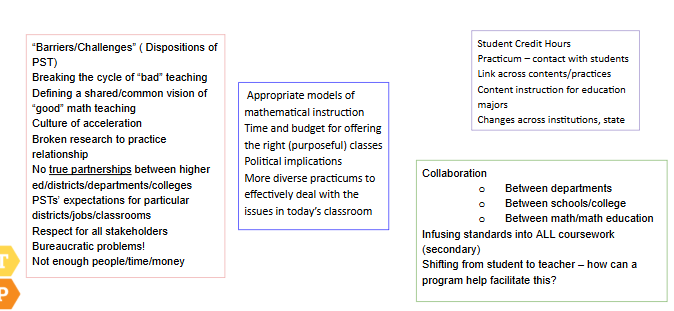 “Barriers/Challenges” ( Dispositions of
PST)
Breaking the cycle of “bad” teaching
Defining a shared/common vision of
“good” math teaching
Culture of acceleration
Broken research to practice
relationship
No true partnerships between higher
ed/districts/departments/colleges
PSTs’ expectations for particular
districts/jobs/classrooms
Respect for all stakeholders
Bureaucratic problems!
Not enough people/time/money
Appropriate models of
mathematical instruction
Time and budget for offering
the right (purposeful) classes
Political implications
More diverse practicums to
effectively deal with the
issues in today’s classroom
Student Credit Hours
Practicum – contact with students
Link across contents/practices
Content instruction for education
majors
Changes across institutions, state
Collaboration
o Between departments
o Between schools/college
o Between math/math education
Infusing standards into ALL coursework
(secondary)
Shifting from student to teacher – how can a
program help facilitate this?
T
P